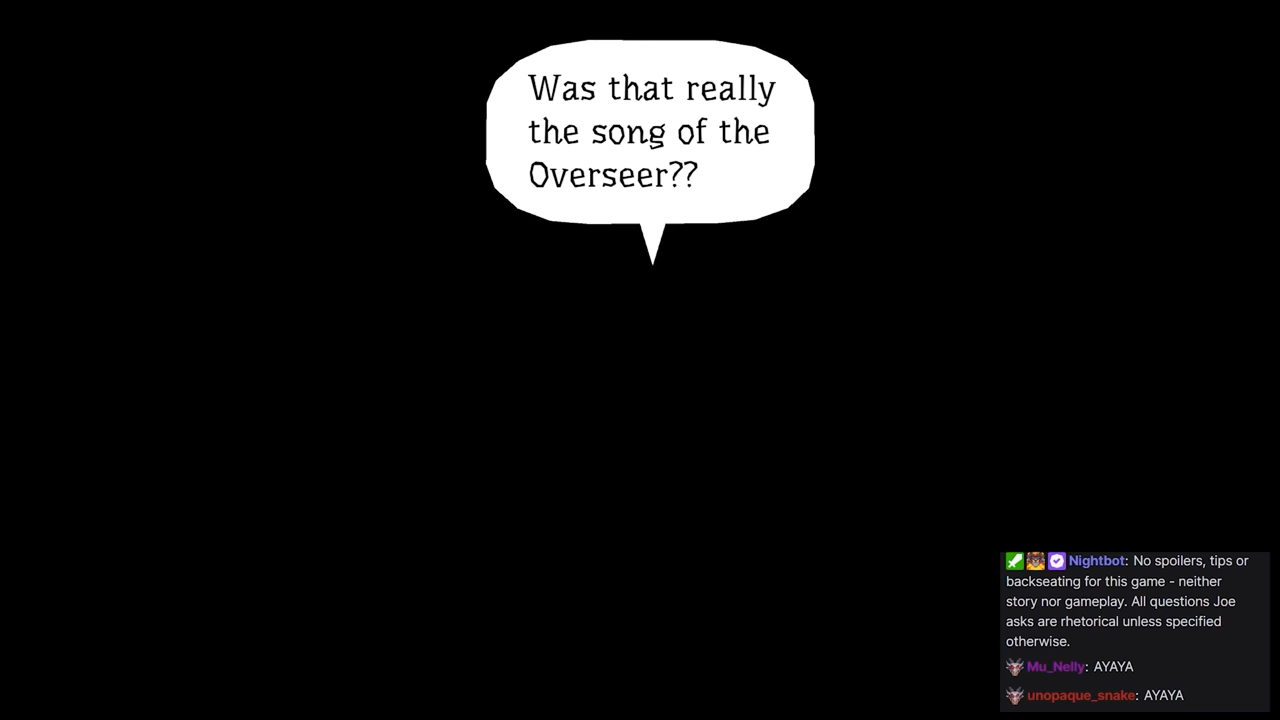 Was that really
the song of the
Overseer??
Nightbot: No spoilers, tips or
backseating for this game - neither
story nor gameplay. All questions Joe
asks are rhetorical unless specified
otherwise.
Mu_Nelly: AYAYA
unopaque_snake: AYAYA